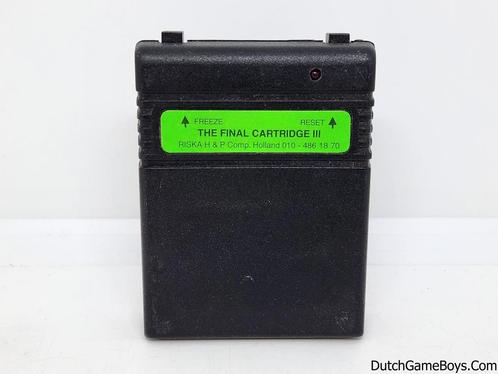 FREEZE RESET
THE FINAL CARTRIDGE III
RISKA H & P Comp. Holland 010 - 486 18 70
DutchGameBoys.Com